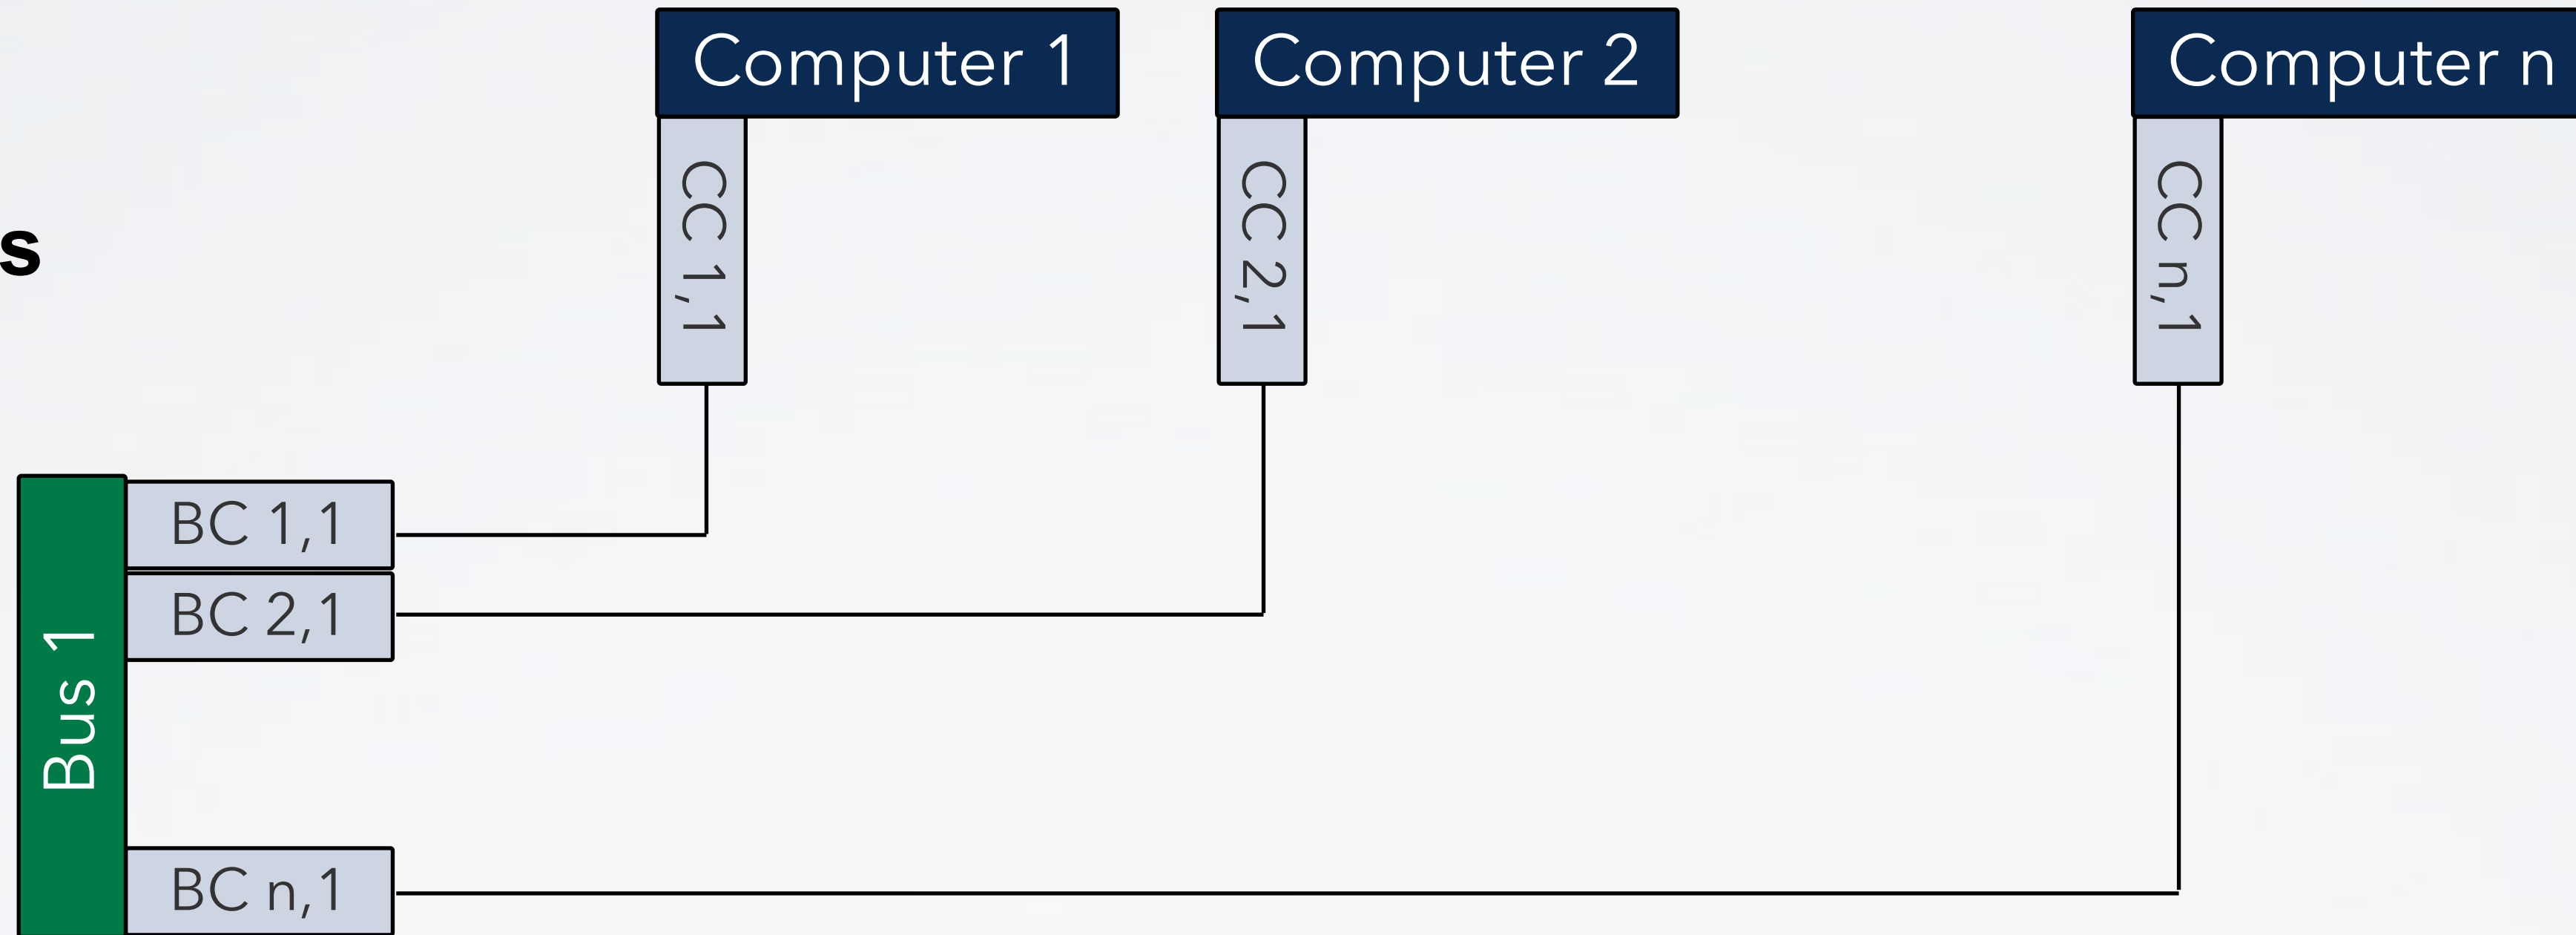 Computer 1
Computer 2
Computer n
CC 1,1
CC 2,1
CC n,1
s
BC 1,1
BC 2,1
Bus 1
BC n,1